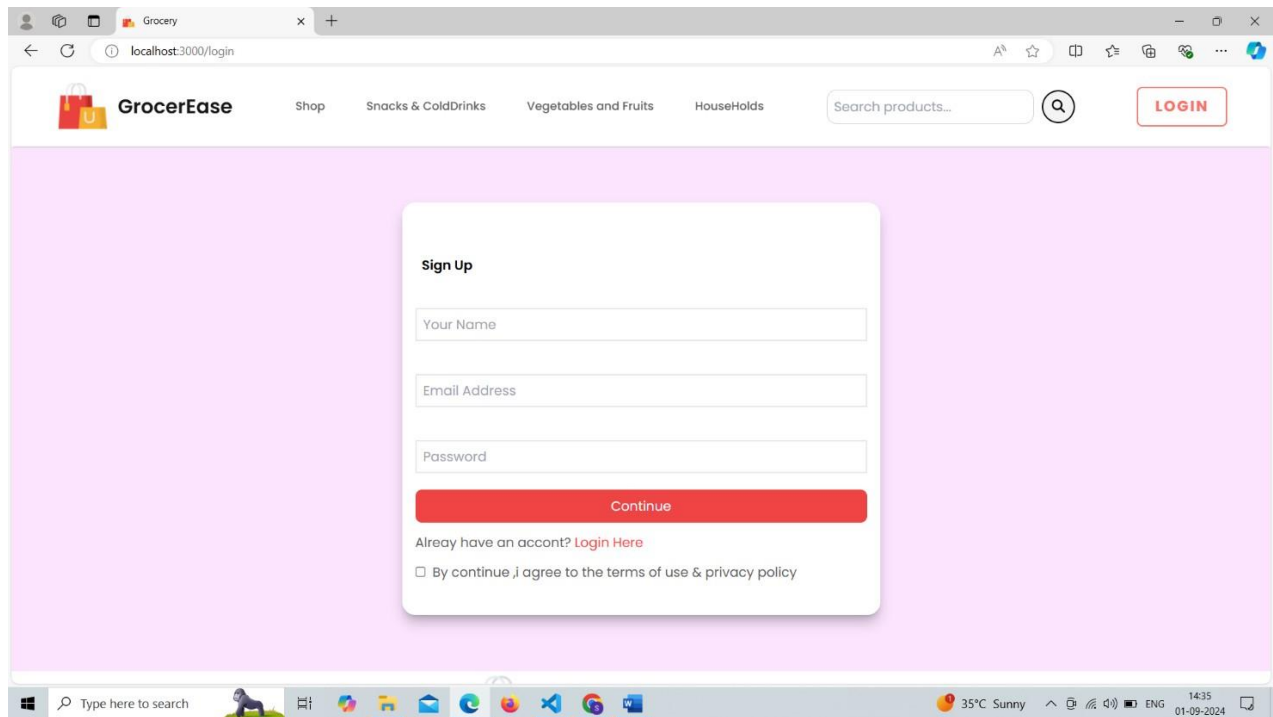 Grocery
localhost:3000/login
GrocerEase Shop Snacks & ColdDrinks Vegetables and Fruits HouseHolds Search products... LOGIN
Sign Up
Your Name
Email Address
Password
Continue
Alreay have an accont? Login Here
By continue ,i agree to the terms of use & privacy policy
Type here to search 35°C Sunny ENG 14:35
01-09-2024